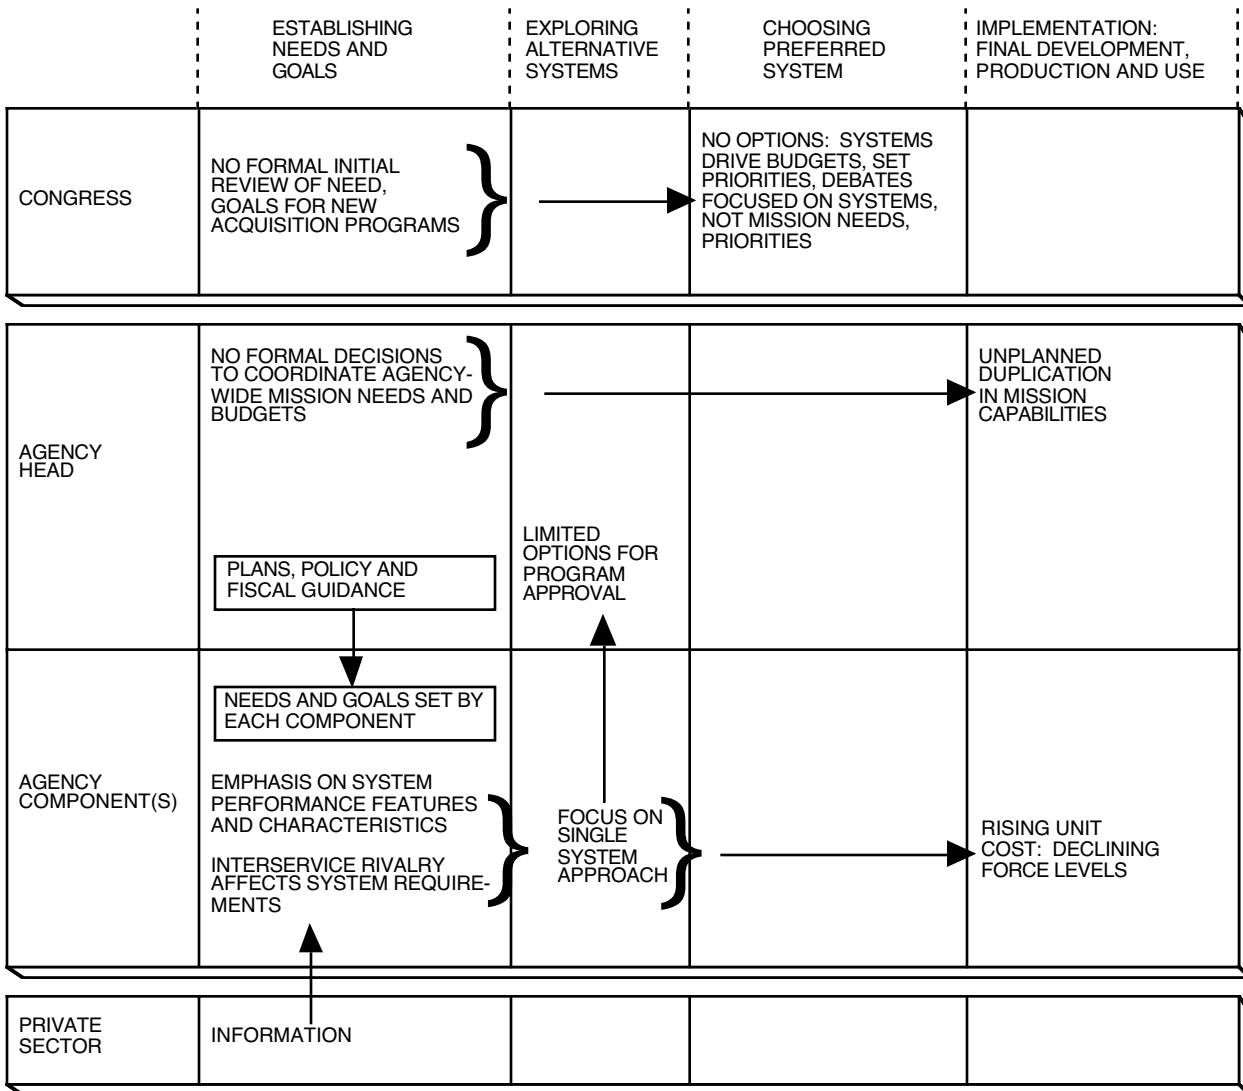 ESTABLISHING
NEEDS AND
GOALS
EXPLORING
ALTERNATIVE
SYSTEMS
CHOOSING
PREFERRED
SYSTEM
IMPLEMENTATION:
FINAL DEVELOPMENT,
PRODUCTION AND USE
CONGRESS
NO FORMAL INITIAL
REVIEW OF NEED,
GOALS FOR NEW
ACQUISITION PROGRAMS
NO OPTIONS: SYSTEMS
DRIVE BUDGETS, SET
PRIORITIES, DEBATES
FOCUSED ON SYSTEMS,
NOT MISSION NEEDS,
PRIORITIES
AGENCY
HEAD
NO FORMAL DECISIONS
TO COORDINATE AGENCY-
WIDE MISSION NEEDS AND
BUDGETS
UNPLANNED
DUPLICATION
IN MISSION
CAPABILITIES
PLANS, POLICY AND
FISCAL GUIDANCE
LIMITED
OPTIONS FOR
PROGRAM
APPROVAL
AGENCY
COMPONENT(S)
NEEDS AND GOALS SET BY
EACH COMPONENT
EMPHASIS ON SYSTEM
PERFORMANCE FEATURES
AND CHARACTERISTICS
INTERSERVICE RIVALRY
AFFECTS SYSTEM REQUIRE-
MENTS
FOCUS ON
SINGLE
SYSTEM
APPROACH
RISING UNIT
COST: DECLINING
FORCE LEVELS
PRIVATE
SECTOR
INFORMATION